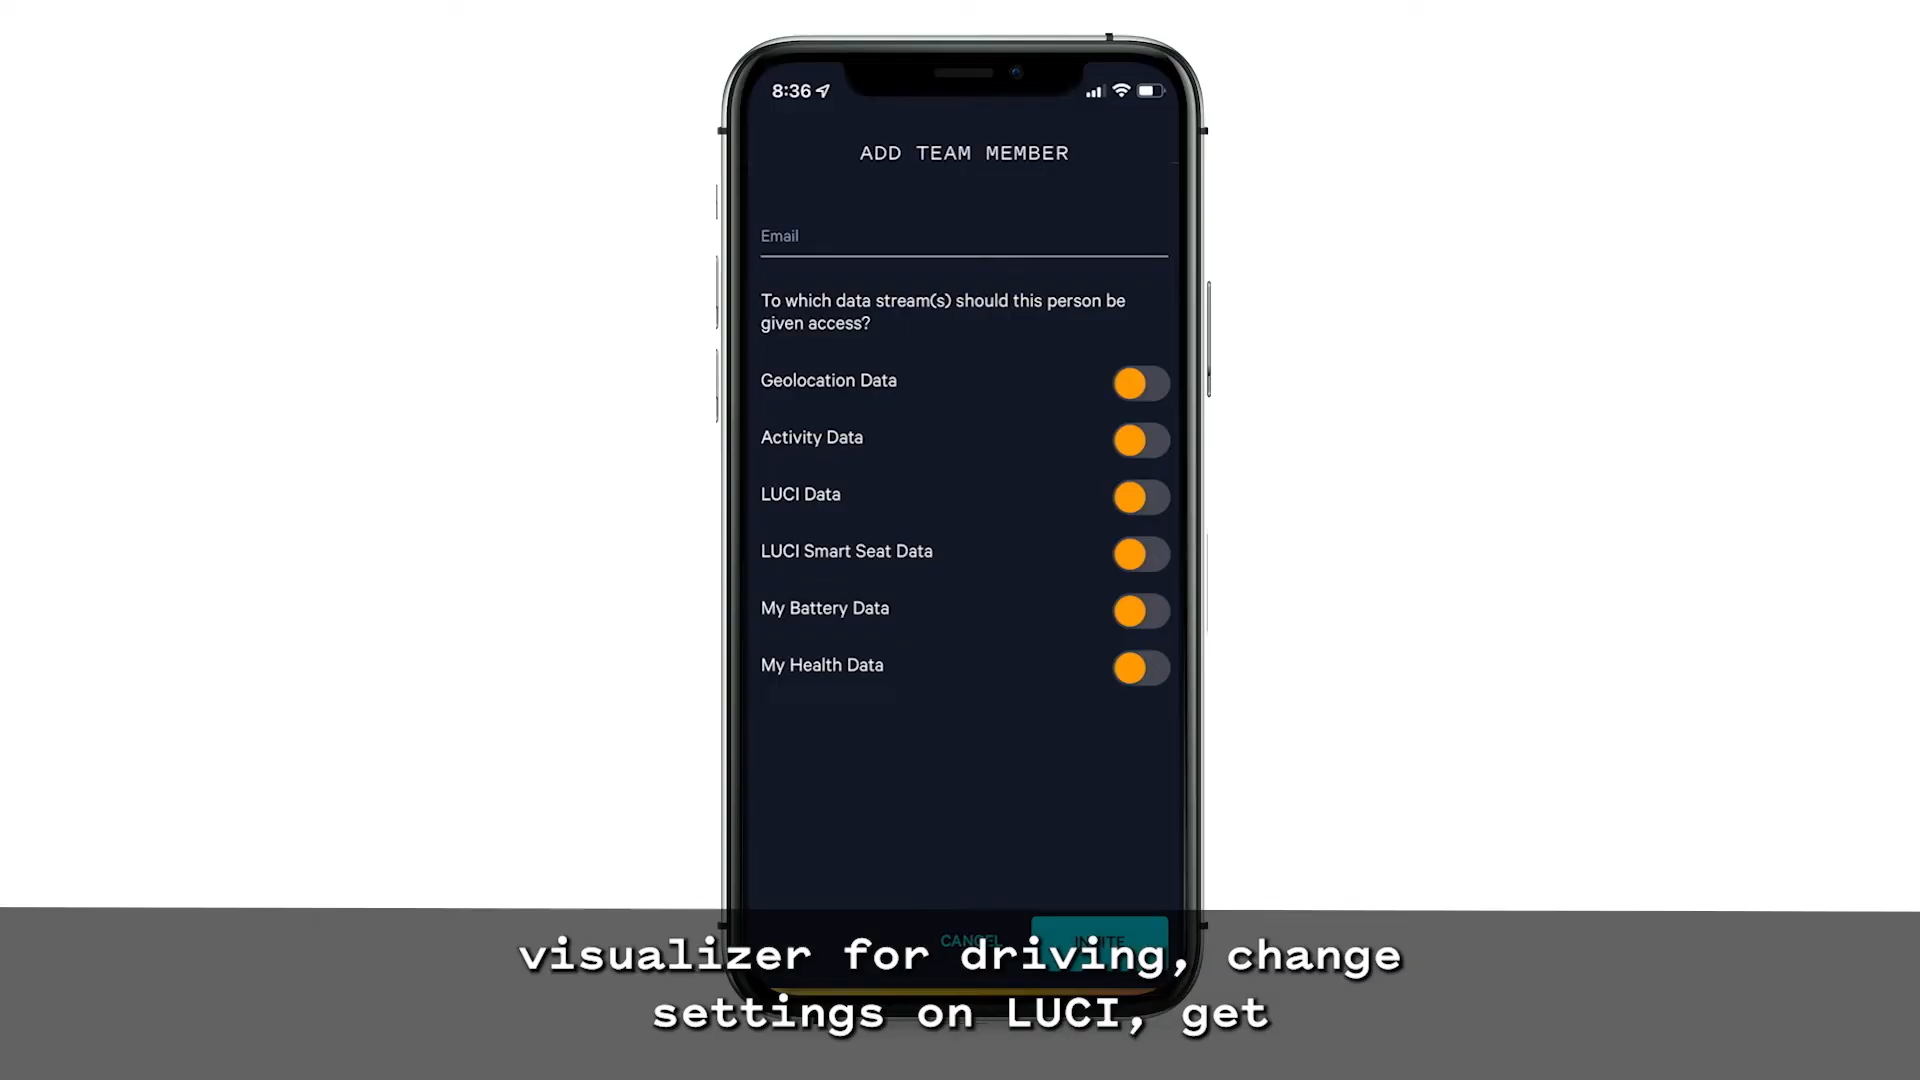 8:36
ADD TEAM MEMBER
Email
To which data stream(s) should this person be
given access?
Geolocation Data
Activity Data
LUCI Data
LUCI Smart Seat Data
My Battery Data
My Health Data
CANCEL
INVITE
visualizer for driving, change
settings on LUCI, get